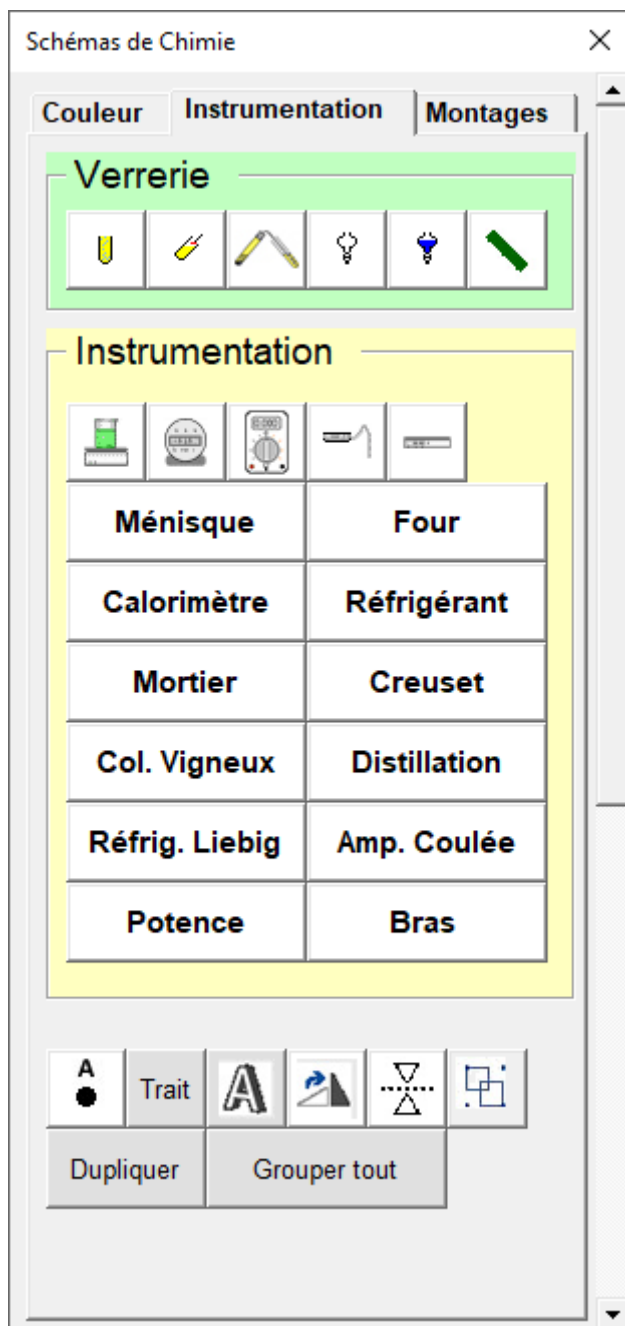 Schémas de Chimie
Couleur Instrumentation Montages
Verrerie
Instrumentation
Ménisque Four
Calorimètre Réfrigérant
Mortier Creuset
Col. Vigneux Distillation
Réfrig. Liebig Amp. Coulée
Potence Bras
A
Trait A
Dupliquer Grouper tout